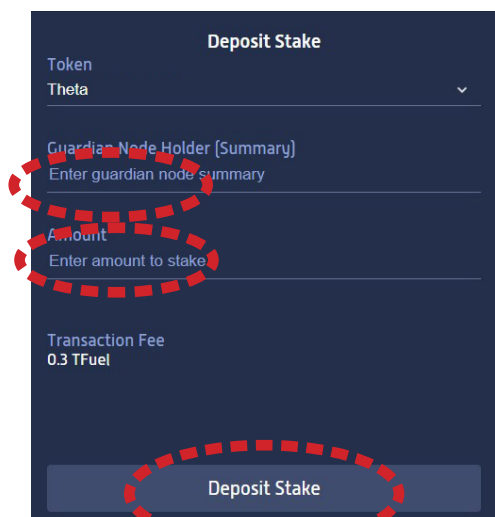 Deposit Stake
Token
Theta
Guardian Node Holder (Summary)
Enter guardian node summary
Amount
Enter amount to stake
Transaction Fee
0.3 TFuel
Deposit Stake